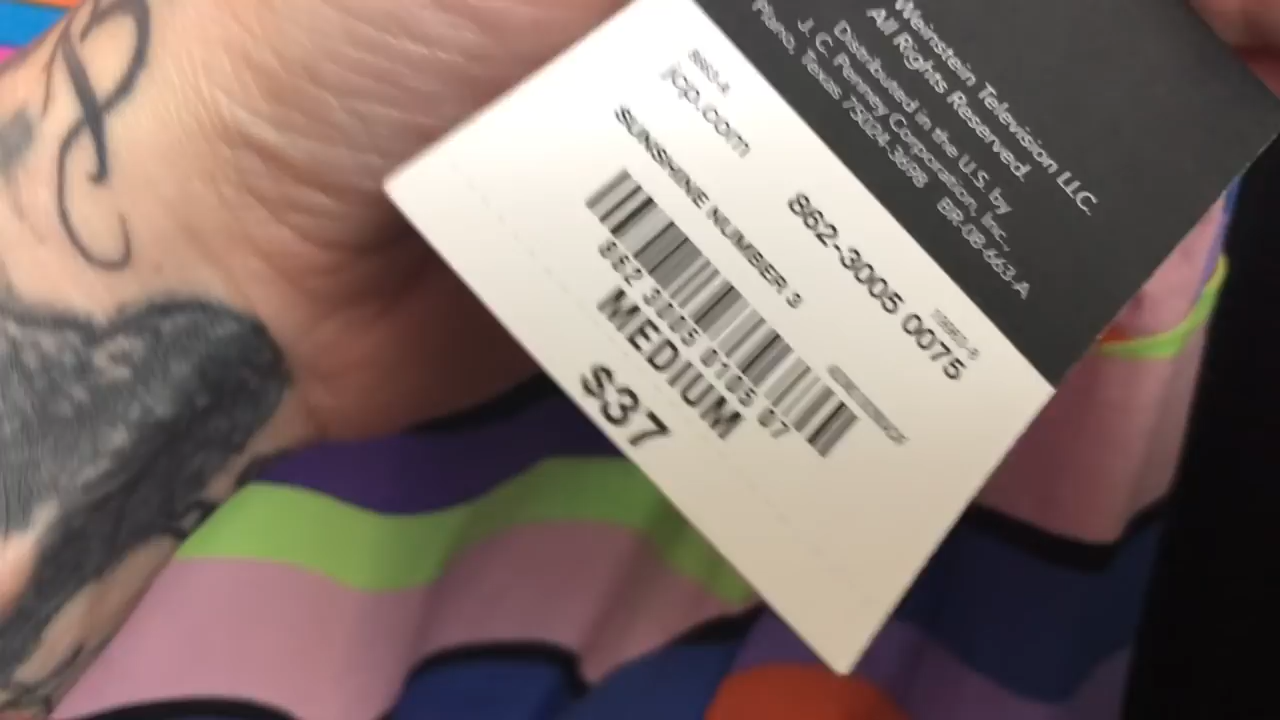 Weinstein Television LLC.
All Rights Reserved.
Distributed in the U.S. by
J. C. Penney Corporation, Inc.,
Plano, Texas 75024-3698 BR-08-663-A
jcp.com
862-3005 0075
SUNSHINE NUMBER 3
MEDIUM
$37